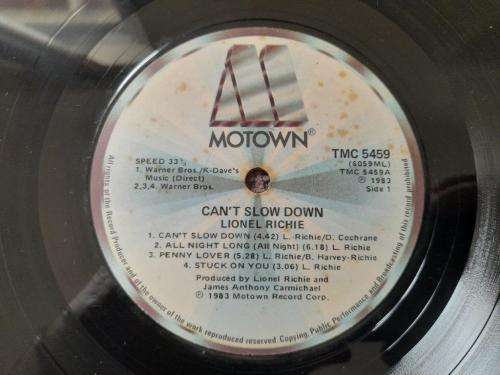 MOTOWN®
SPEED 33⅓
1. Warner Bros./K-Dave's
Music (Direct)
2,3,4. Warner Bros.
TMC 5459
(6059ML)
TMC 5459A
℗ 1983
Side 1
CAN'T SLOW DOWN
LIONEL RICHIE
1. CAN'T SLOW DOWN (4.42) L. Richie/D. Cochrane
2. ALL NIGHT LONG (All Night) (6.18) L. Richie
3. PENNY LOVER (5.28) L. Richie/B. Harvey-Richie
4. STUCK ON YOU (3.06) L. Richie
Produced by Lionel Richie and
James Anthony Carmichael
℗ 1983 Motown Record Corp.
All rights of the Record Producer and of the owner of the work reproduced reserved. Copying, Public Performance and Broadcasting of this record prohibited